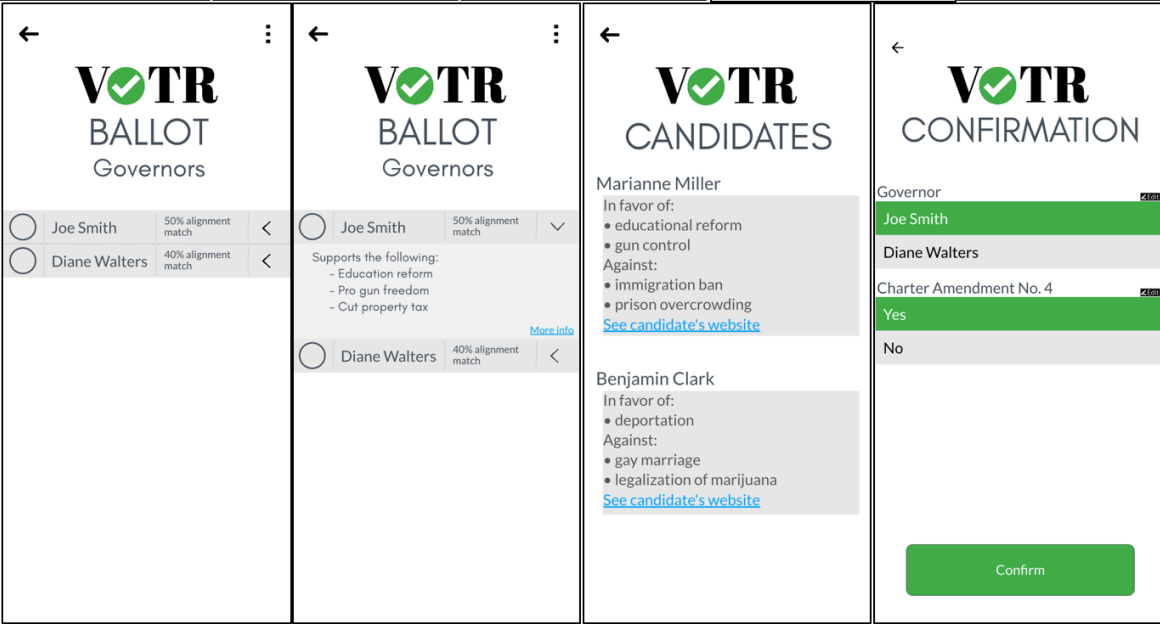 VOTR
BALLOT
Governors
Joe Smith
50% alignment
match
Diane Walters
40% alignment
match
VOTR
BALLOT
Governors
Joe Smith
50% alignment
match
Supports the following:
- Education reform
- Pro gun freedom
- Cut property tax
More info
Diane Walters
40% alignment
match
VOTR
CANDIDATES
Marianne Miller
In favor of:
• educational reform
• gun control
Against:
• immigration ban
• prison overcrowding
See candidate's website
Benjamin Clark
In favor of:
• deportation
Against:
• gay marriage
• legalization of marijuana
See candidate's website
VOTR
CONFIRMATION
Governor
Edit
Joe Smith
Diane Walters
Charter Amendment No. 4
Edit
Yes
No
Confirm